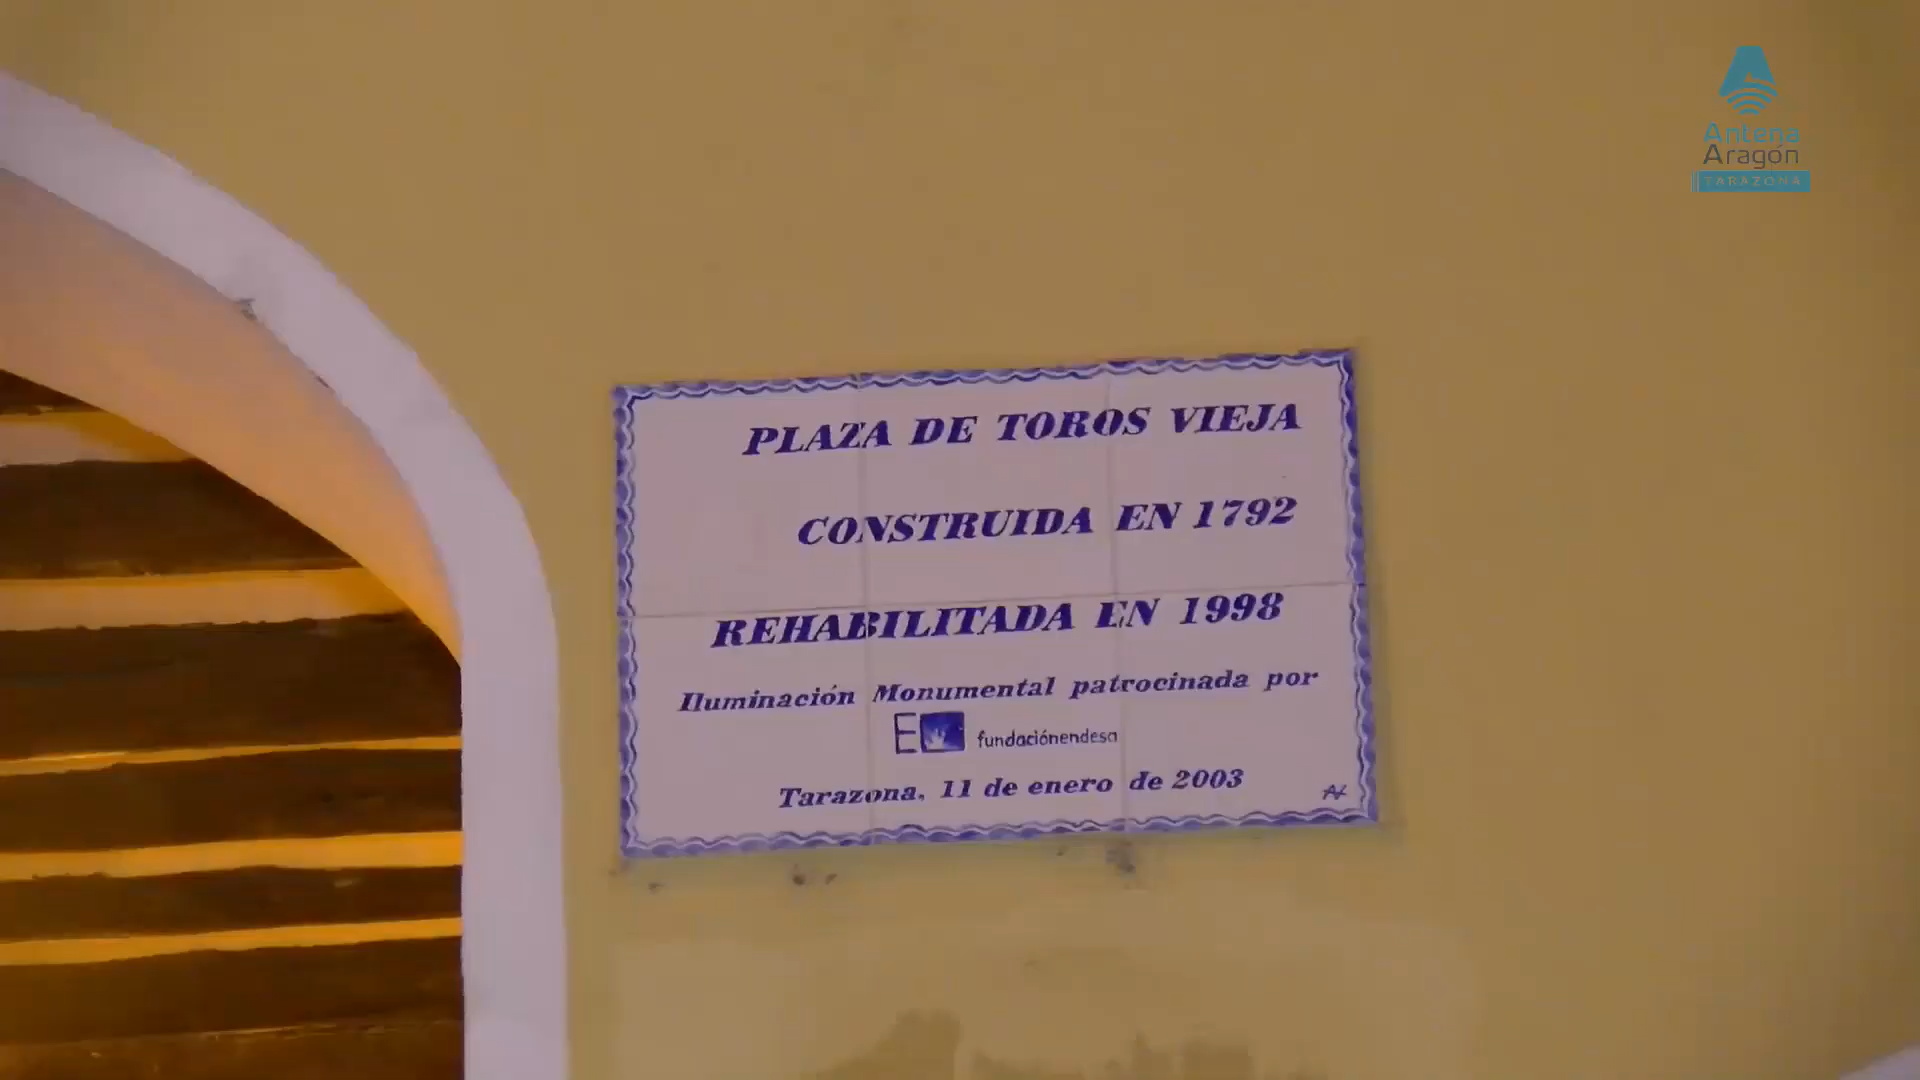 Antena
Aragón
TARAZONA
PLAZA DE TOROS VIEJA
CONSTRUIDA EN 1792
REHABILITADA EN 1998
Iluminación Monumental patrocinada por
E fundaciónendesa
Tarazona, 11 de enero de 2003